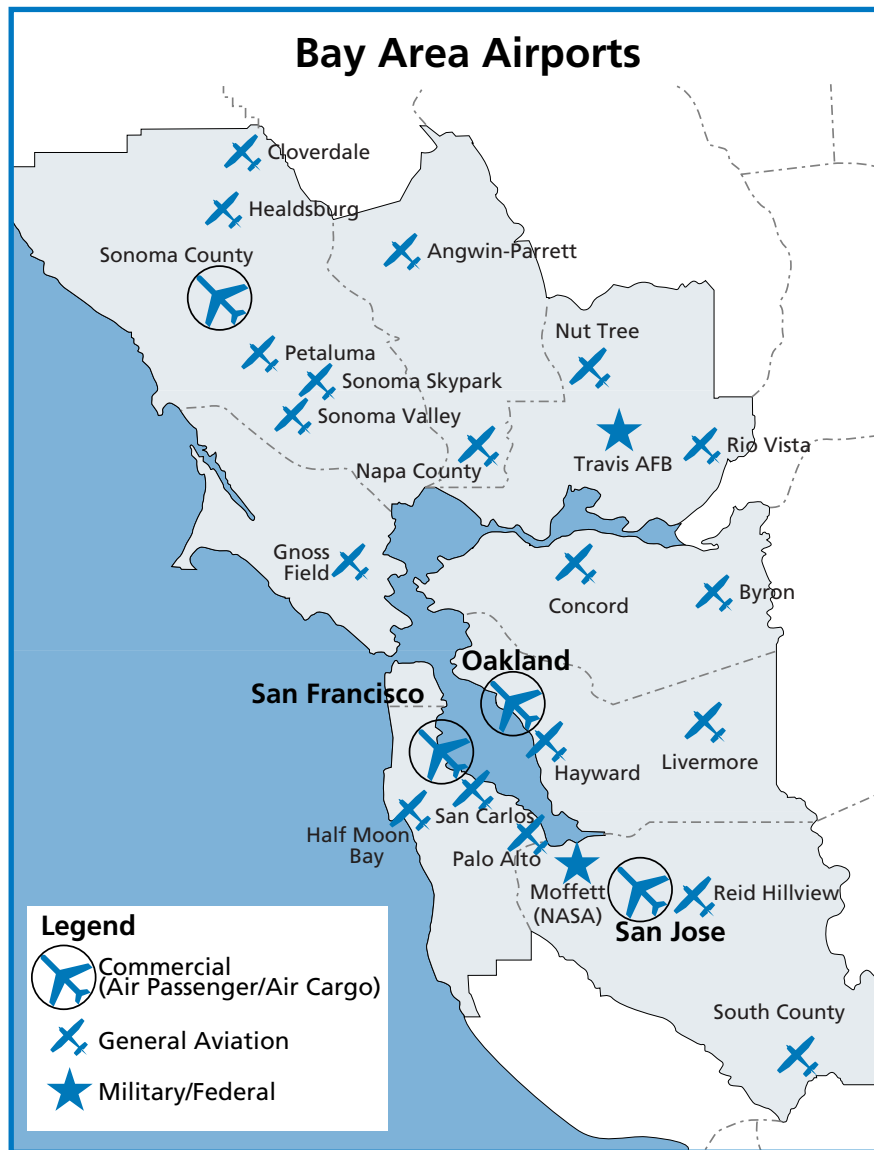 Bay Area Airports
Cloverdale
Healdsburg
Sonoma County
Angwin-Parrett
Nut Tree
Petaluma
Sonoma Skypark
Sonoma Valley
Napa County
Travis AFB
Rio Vista
Gnoss
Field
Concord
Byron
Oakland
San Francisco
Hayward
Livermore
San Carlos
Half Moon
Bay
Palo Alto
Moffett
(NASA)
Reid Hillview
San Jose
South County
Legend
Commercial
(Air Passenger/Air Cargo)
General Aviation
Military/Federal